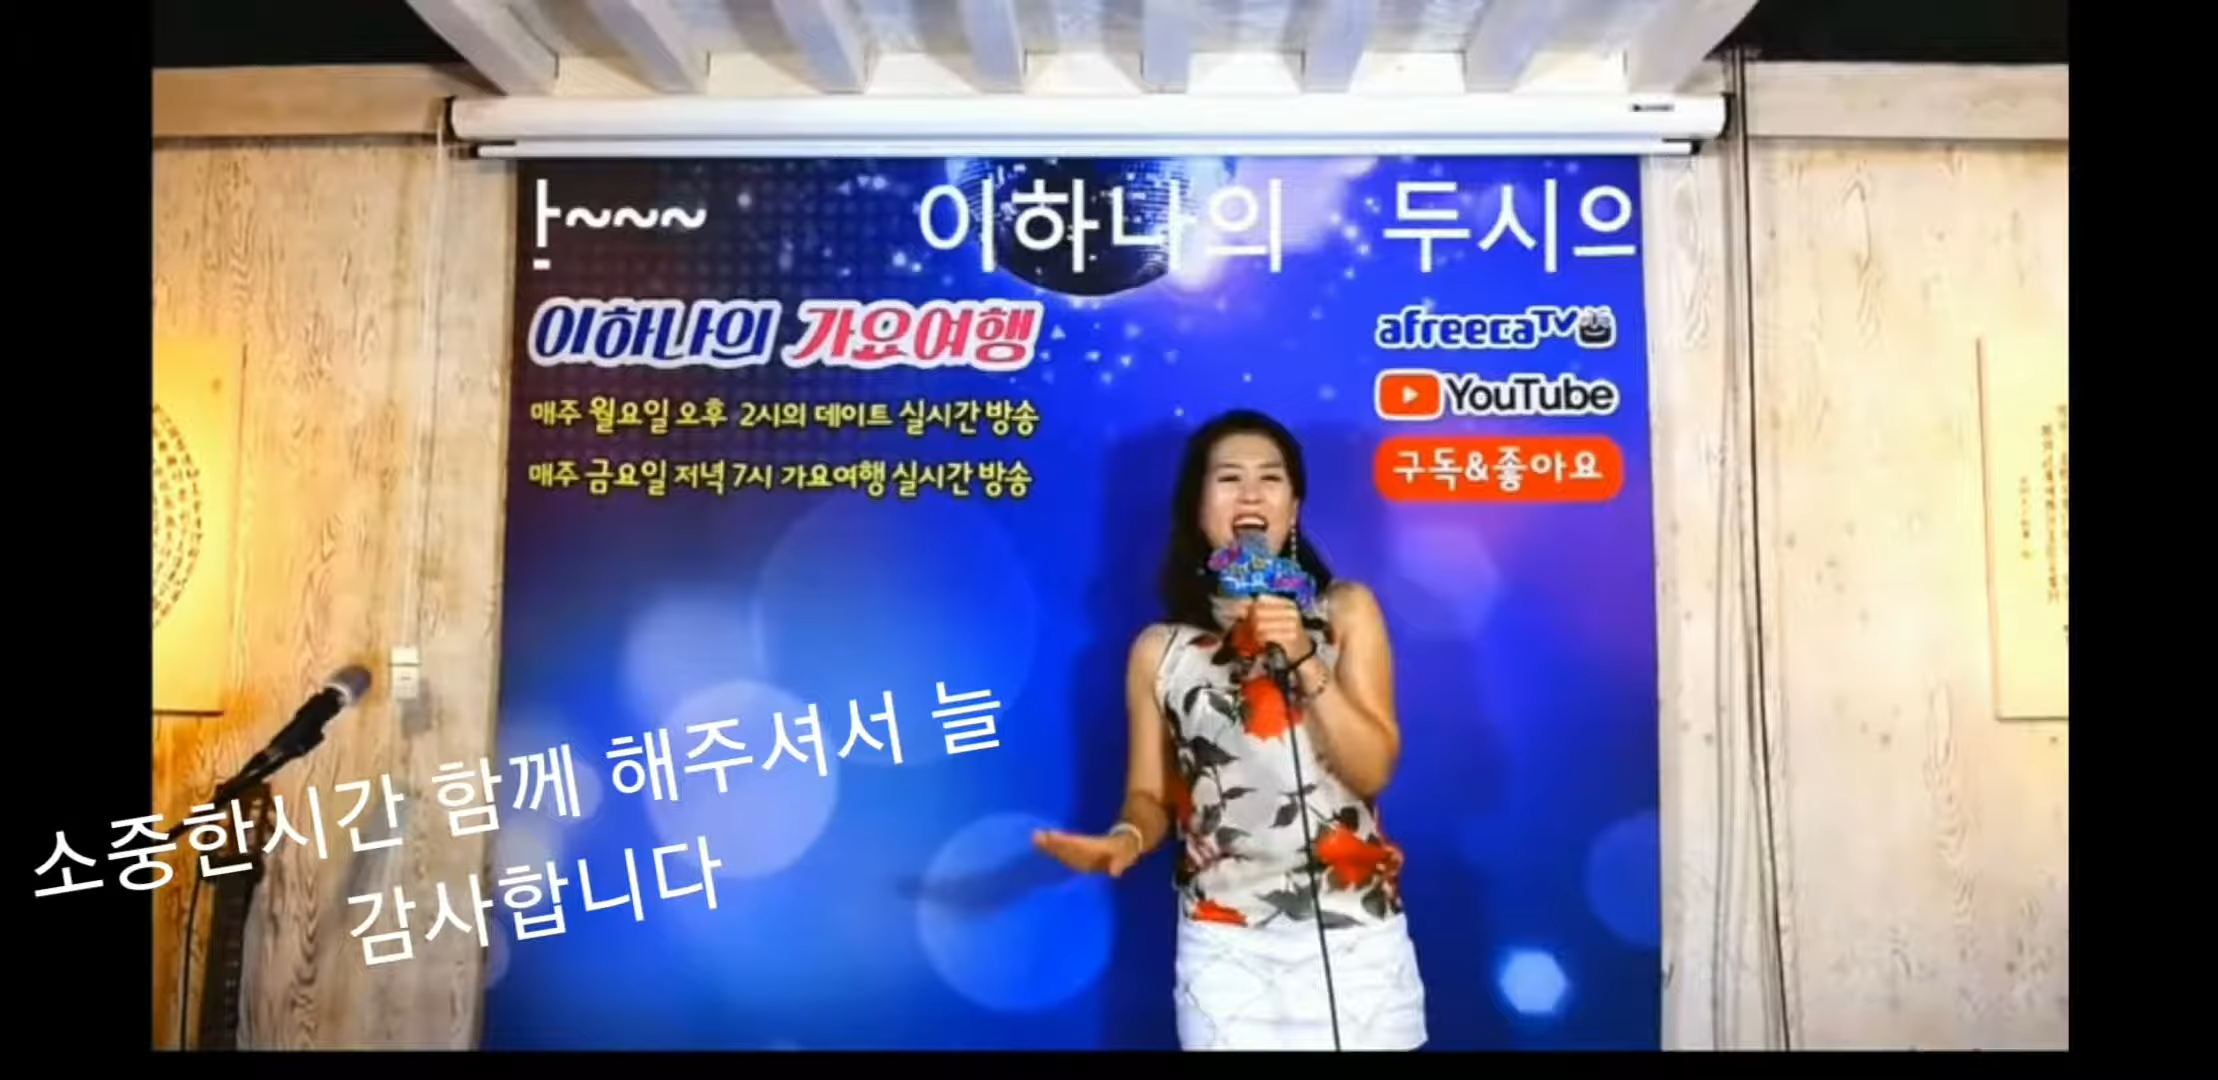 이하나의 두시으
이하나의 가요여행
afreecaTV
YouTube
구독&좋아요
매주 월요일 오후 2시의 데이트 실시간 방송
매주 금요일 저녁 7시 가요여행 실시간 방송
소중한시간 함께 해주셔서 늘
감사합니다